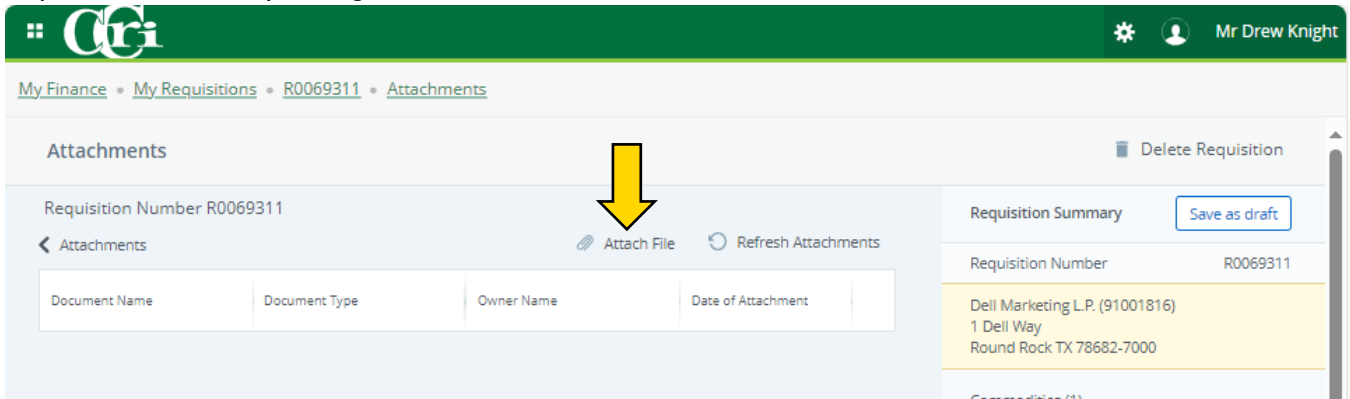 CCri
Mr Drew Knight
My Finance • My Requisitions • R0069311 • Attachments
Attachments
Delete Requisition
Requisition Number R0069311
Attachments
Attach File
Refresh Attachments
Document Name
Document Type
Owner Name
Date of Attachment
Requisition Summary
Save as draft
Requisition Number
R0069311
Dell Marketing L.P. (91001816)
1 Dell Way
Round Rock TX 78682-7000